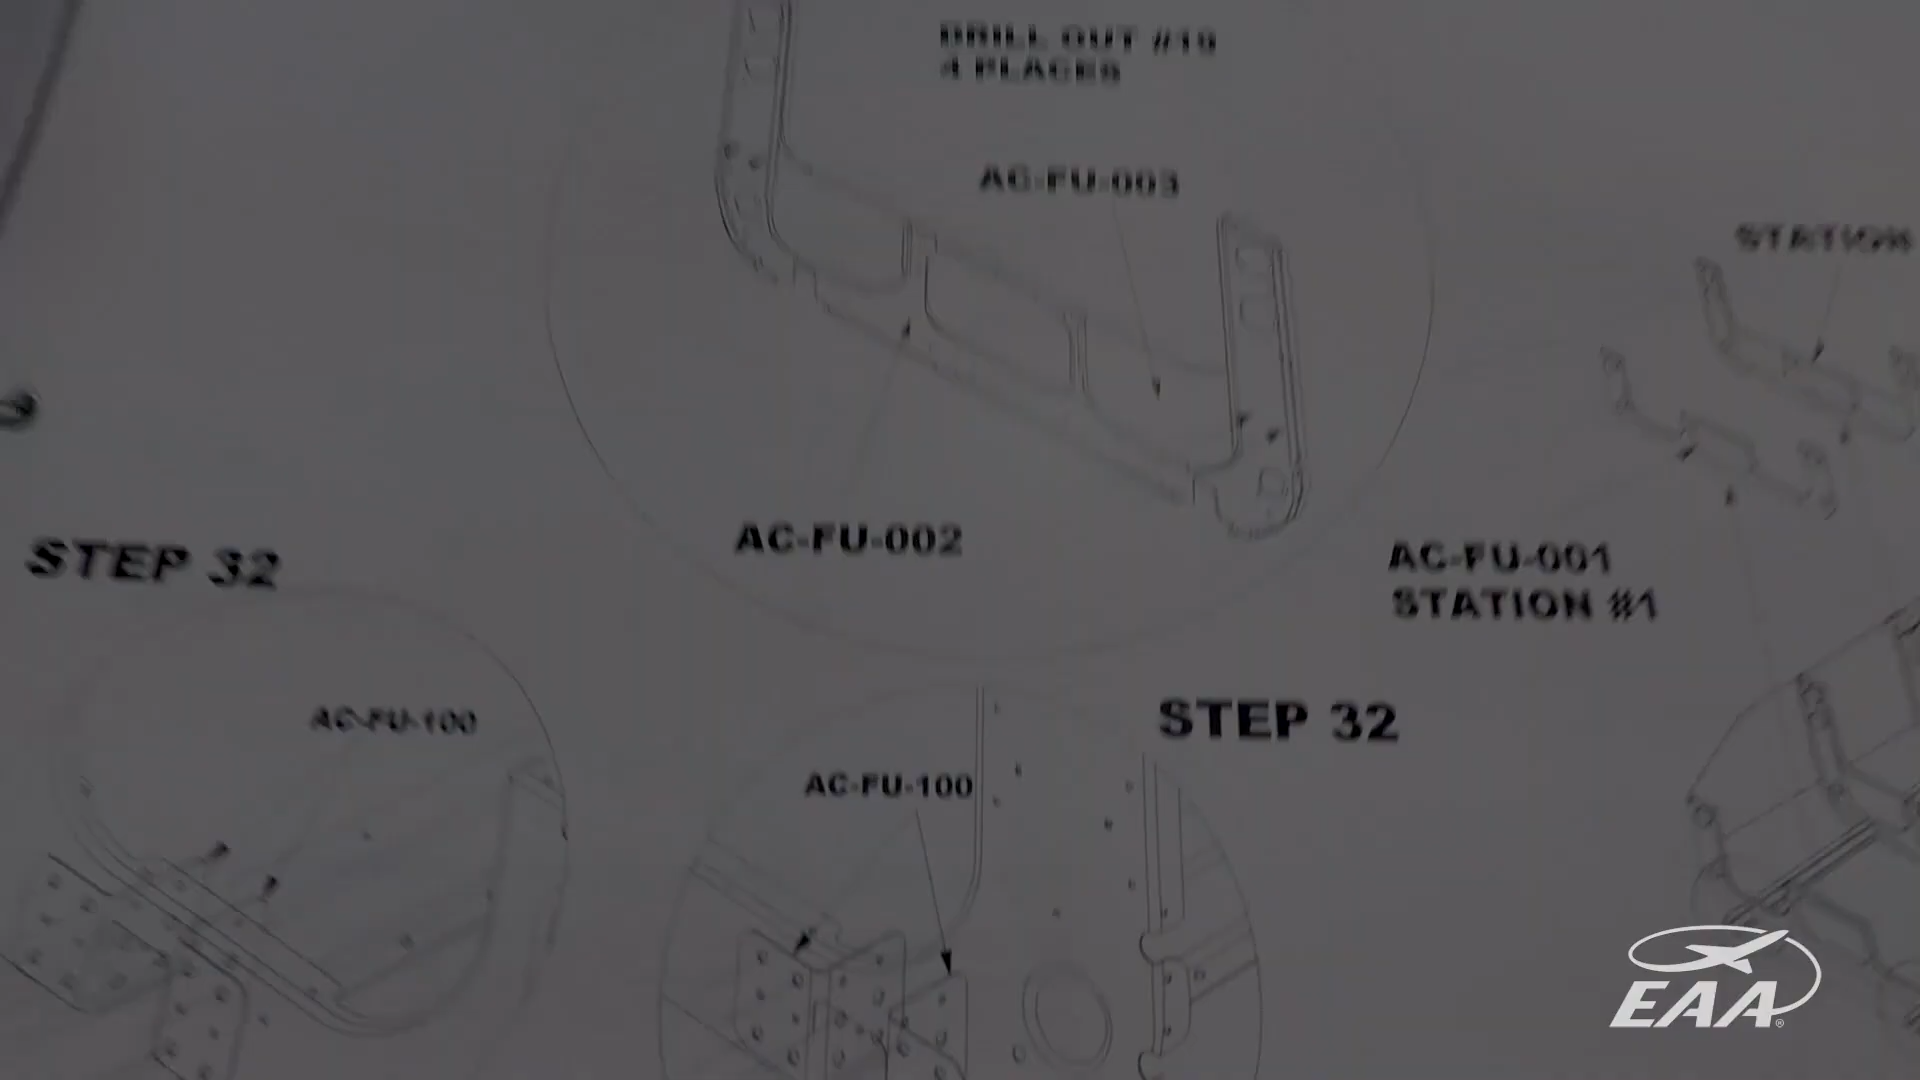 DRILL OUT #19
4 PLACES
AC-FU-003
STATION
AC-FU-002
AC-FU-001
STATION #1
STEP 32
AC-FU-100
STEP 32
AC-FU-100
EAA®